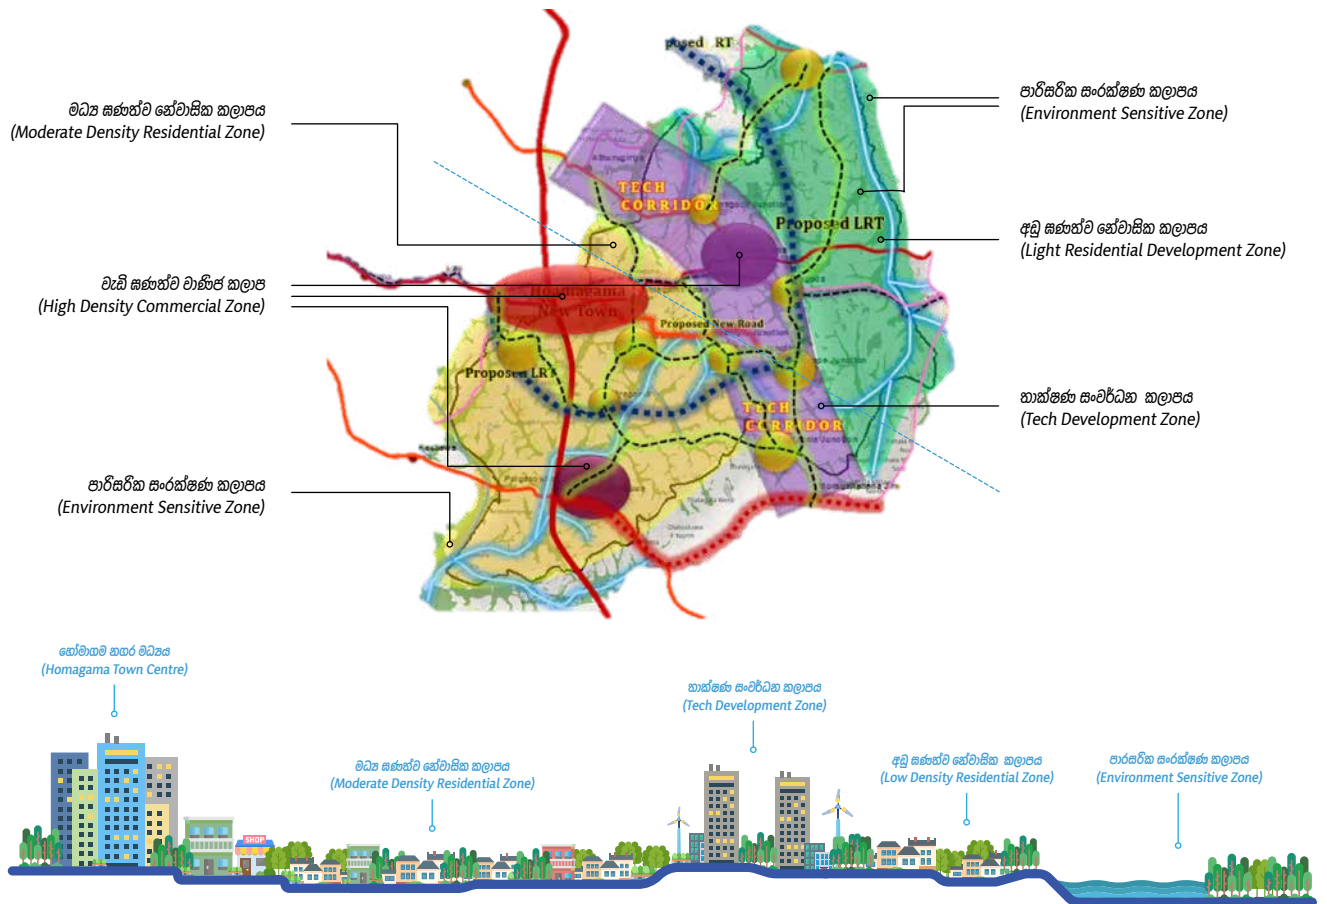 මධ්‍ය ඝණත්ව නේවාසික කලාපය
(Moderate Density Residential Zone)
වැඩි ඝණත්ව වාණිජ කලාප
(High Density Commercial Zone)
පාරිසරික සංරක්ෂණ කලාපය
(Environment Sensitive Zone)
posed RT
TECH
CORRIDOR
Proposed LRT
Hoamagama
New Town
Proposed New Road
Proposed LRT
TECH
CORRIDOR
පාරිසරික සංරක්ෂණ කලාපය
(Environment Sensitive Zone)
අඩු ඝණත්ව නේවාසික කලාපය
(Light Residential Development Zone)
තාක්ෂණ සංවර්ධන කලාපය
(Tech Development Zone)
හෝමාගම නගර මධ්‍යය
(Homagama Town Centre)
මධ්‍ය ඝණත්ව නේවාසික කලාපය
(Moderate Density Residential Zone)
තාක්ෂණ සංවර්ධන කලාපය
(Tech Development Zone)
අඩු ඝණත්ව නේවාසික කලාපය
(Low Density Residential Zone)
පාරසරික සංරක්ෂණ කලාපය
(Environment Sensitive Zone)
SHOP